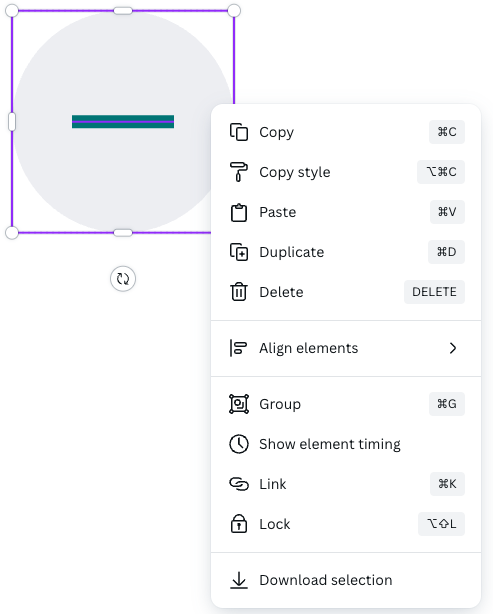 Copy ⌘C
Copy style ⌥⌘C
Paste ⌘V
Duplicate ⌘D
Delete DELETE
Align elements
Group ⌘G
Show element timing
Link ⌘K
Lock ⌥⇧L
Download selection